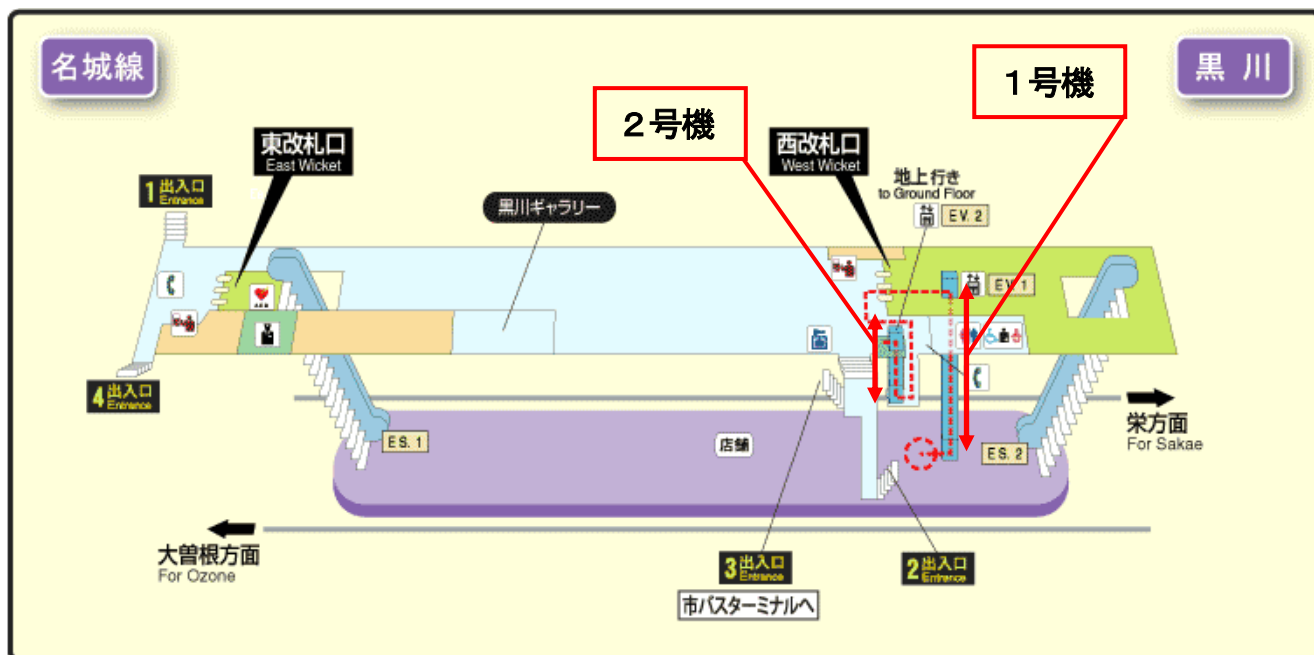 名城線
黒川
1号機
2号機
東改札口
East Wicket
西改札口
West Wicket
地上行き
to Ground Floor
EV. 2
1 出入口
Entrance
黒川ギャラリー
EV. 1
AED
4 出入口
Entrance
栄方面
For Sakae
ES. 1
店舗
ES. 2
大曽根方面
For Ozone
3 出入口
Entrance
2 出入口
Entrance
市バスターミナルへ